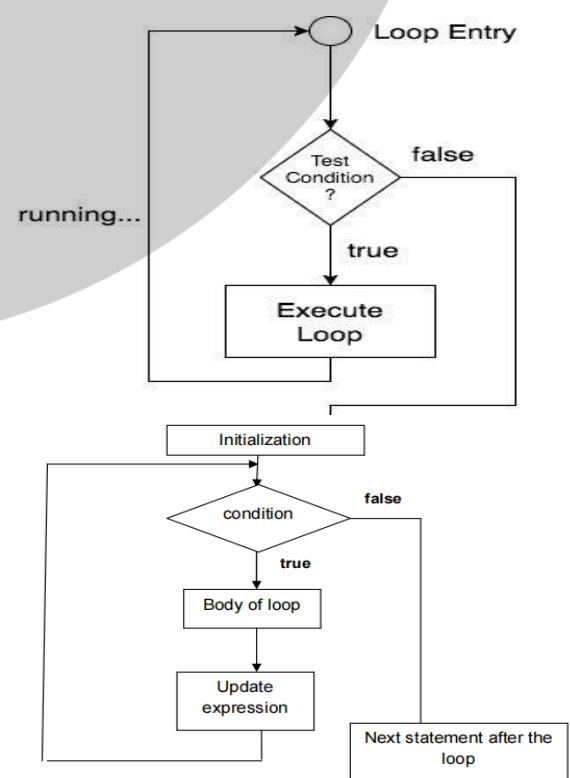 Loop Entry
Test
Condition
?
false
running...
true
Execute
Loop
Initialization
condition
false
true
Body of loop
Update
expression
Next statement after the
loop